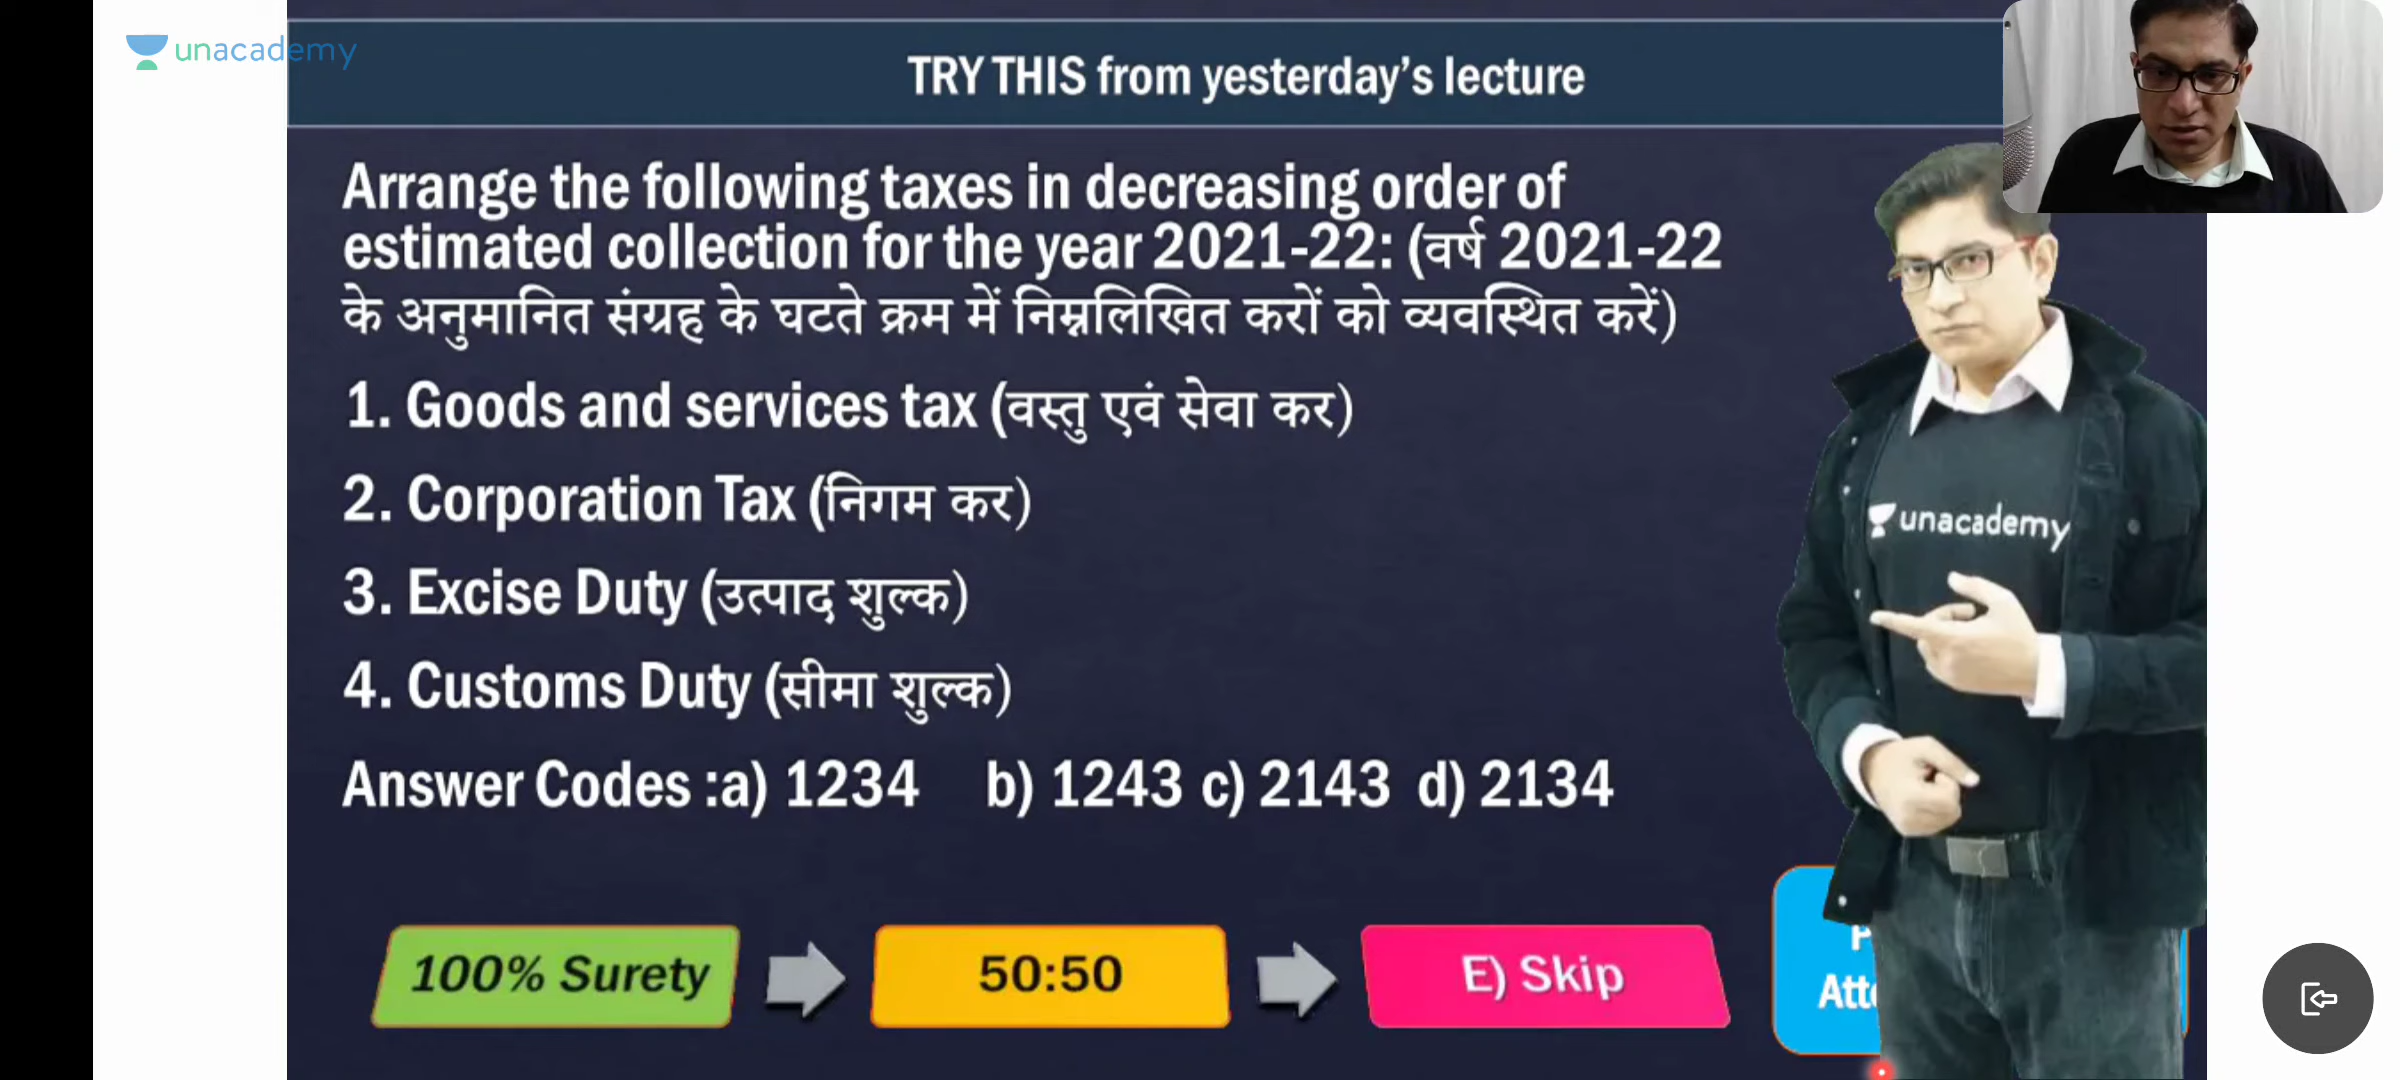 unacademy
TRY THIS from yesterday's lecture
Arrange the following taxes in decreasing order of
estimated collection for the year 2021-22: (वर्ष 2021-22
के अनुमानित संग्रह के घटते क्रम में निम्नलिखित करों को व्यवस्थित करें)
1. Goods and services tax (वस्तु एवं सेवा कर)
2. Corporation Tax (निगम कर)
unacademy
3. Excise Duty (उत्पाद शुल्क)
4. Customs Duty (सीमा शुल्क)
Answer Codes :a) 1234 b) 1243 c) 2143 d) 2134
100% Surety
50:50
E) Skip